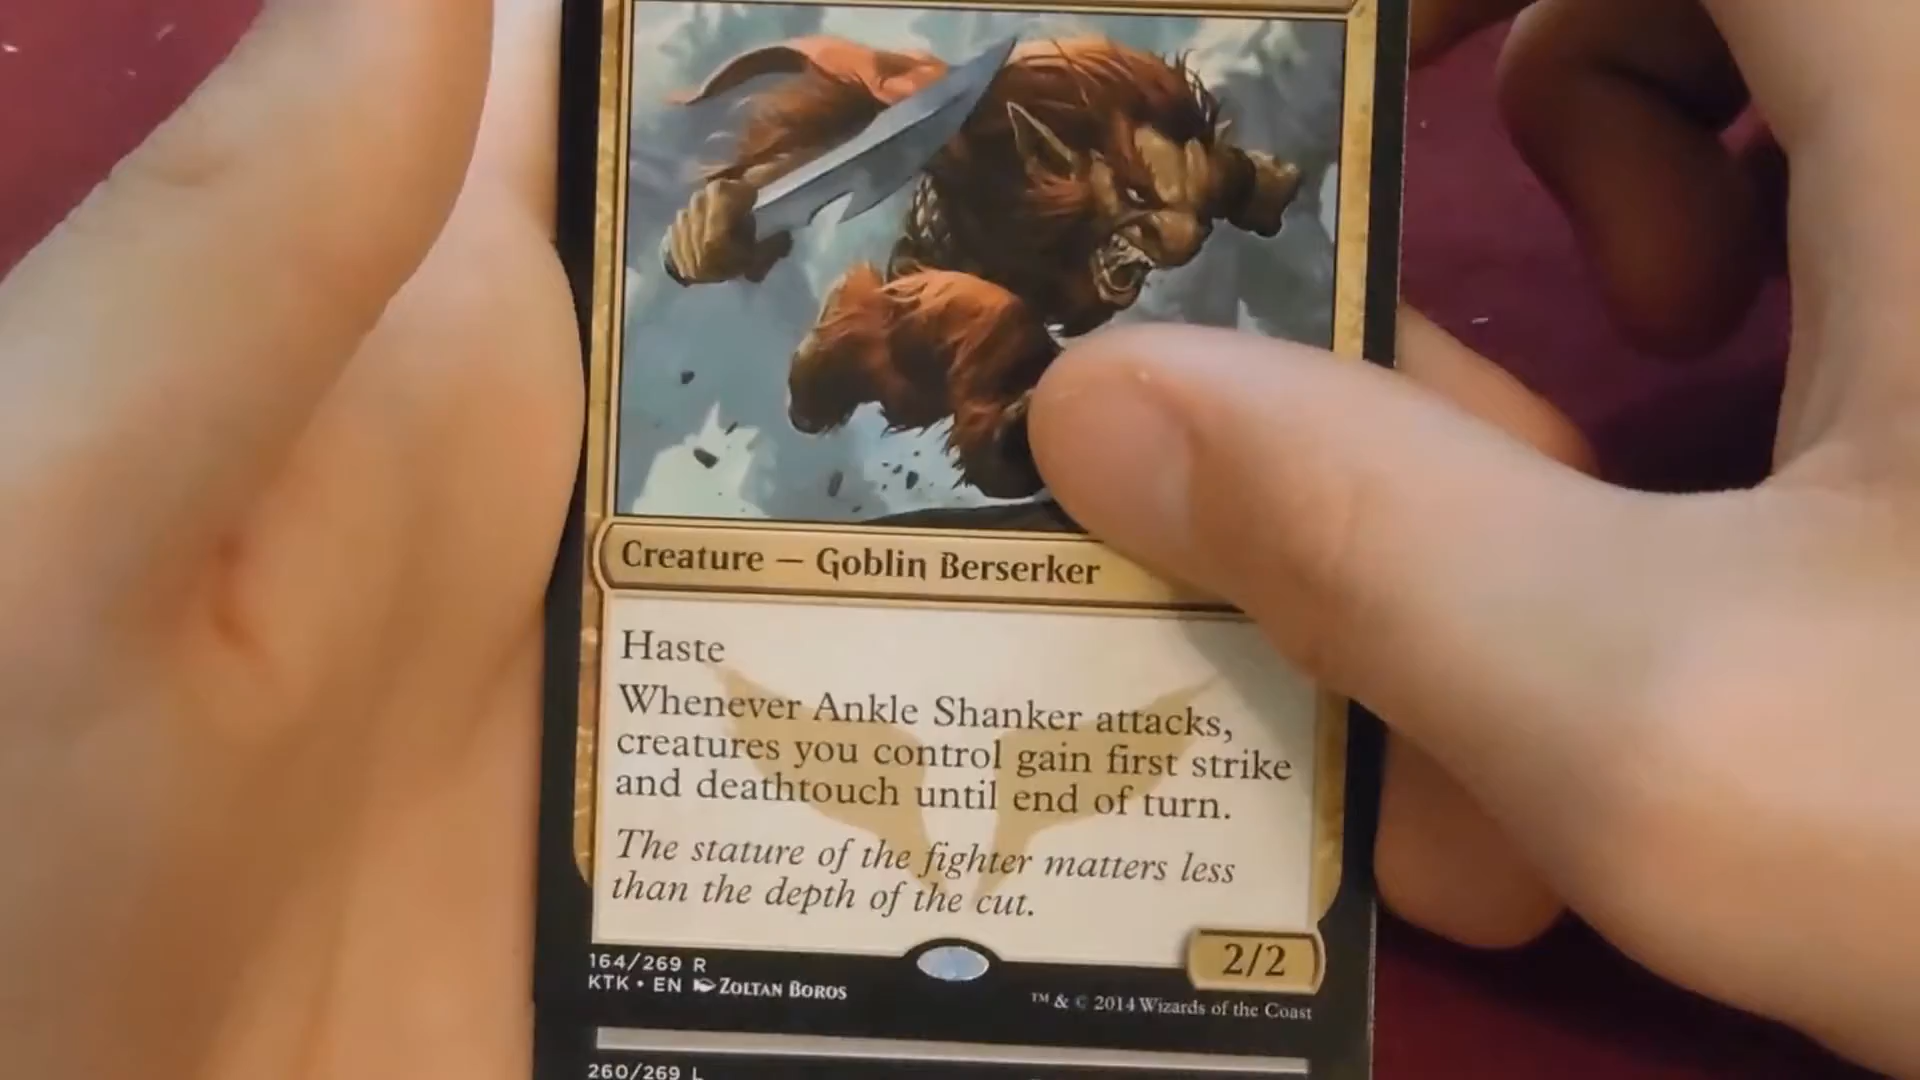 Creature — Goblin Berserker
Haste
Whenever Ankle Shanker attacks,
creatures you control gain first strike
and deathtouch until end of turn.
The stature of the fighter matters less
than the depth of the cut.
2/2
164/269 R
KTK • EN Zoltan Boros
™ & © 2014 Wizards of the Coast
260/269 L